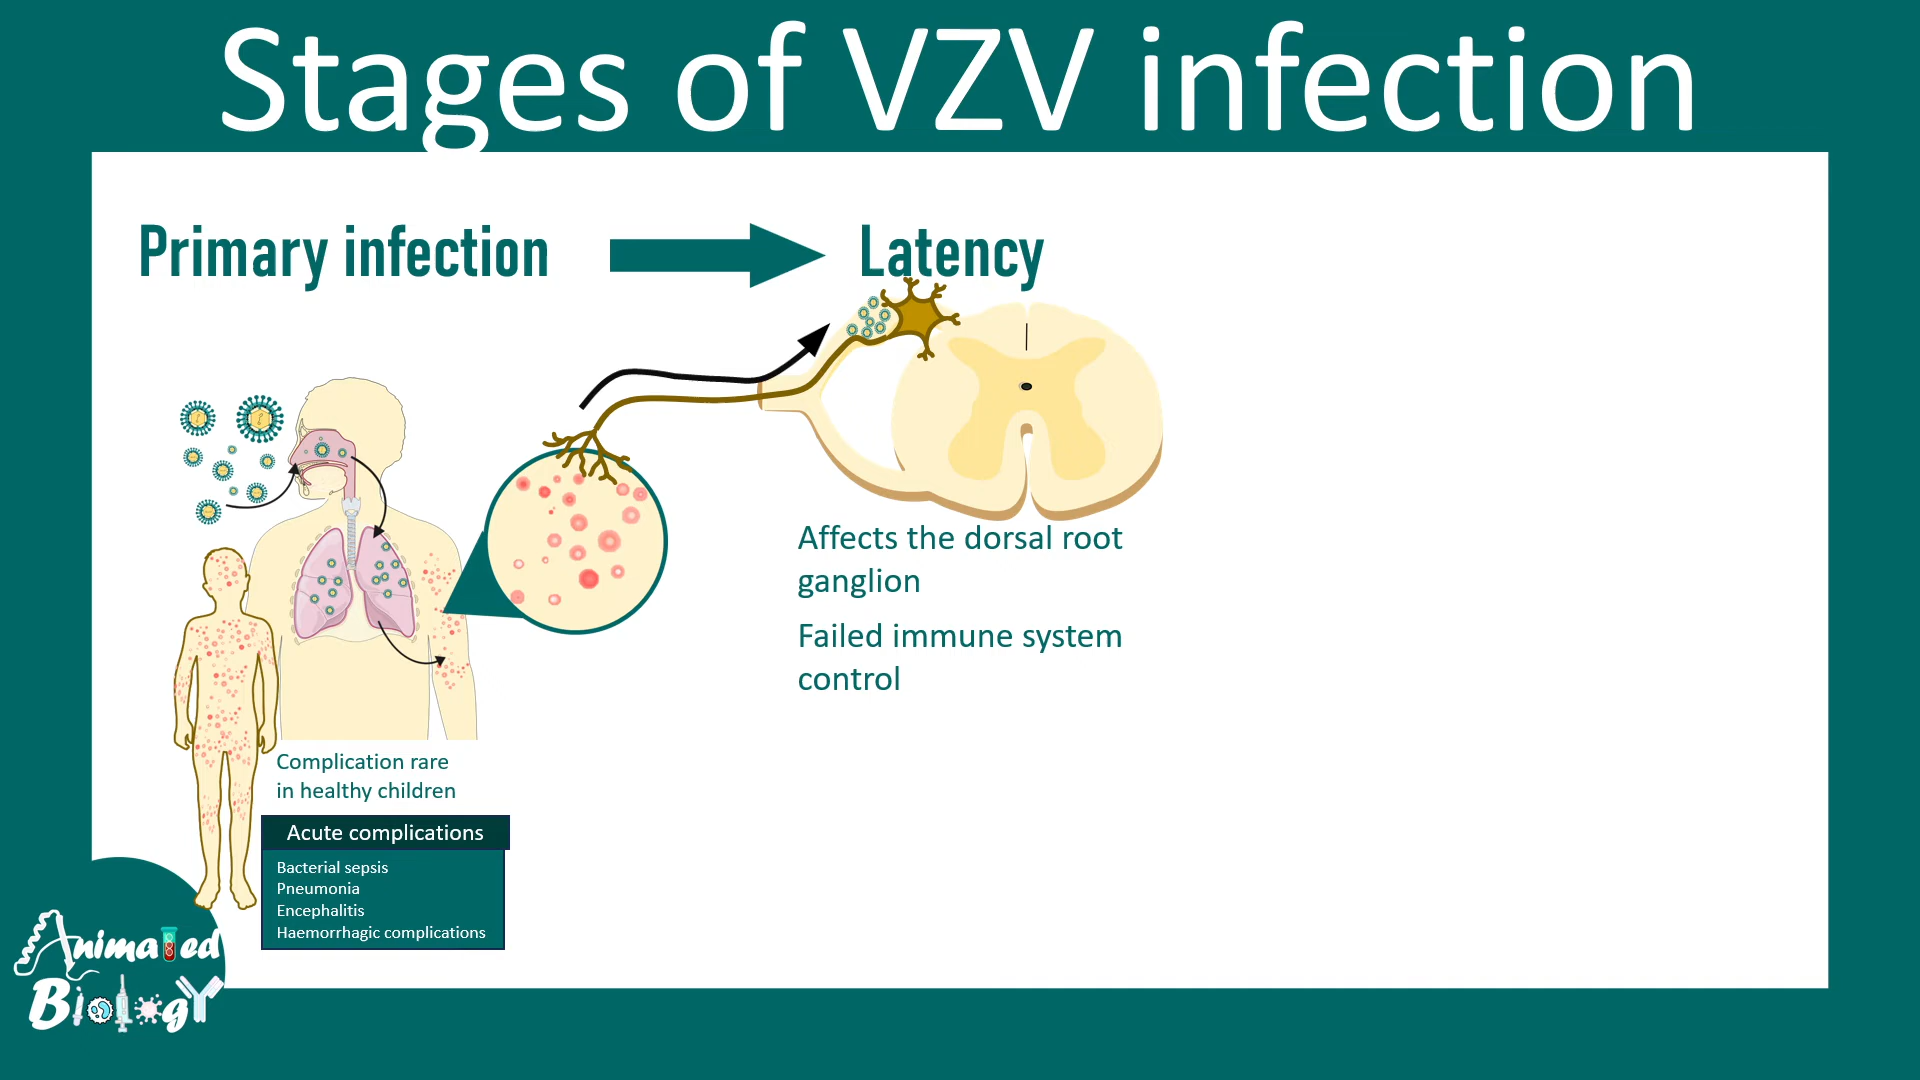 Stages of VZV infection
Primary infection
Latency
Affects the dorsal root
ganglion
Failed immune system
control
Complication rare
in healthy children
Acute complications
Bacterial sepsis
Pneumonia
Encephalitis
Haemorrhagic complications
Animated
Biology